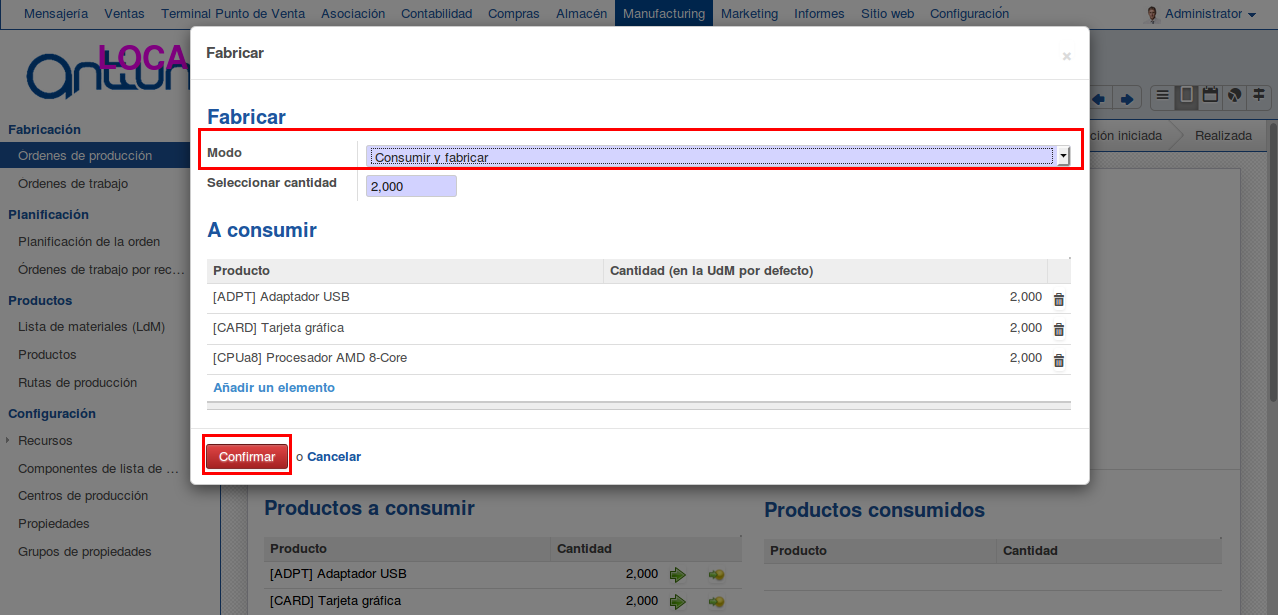 Mensajería Ventas Terminal Punto de Venta Asociación Contabilidad Compras Almacén Manufacturing Marketing Informes Sitio web Configuración Administrator
LOCA
Fabricar
×
Fabricar
Modo Consumir y fabricar
Seleccionar cantidad 2,000
A consumir
Producto Cantidad (en la UdM por defecto)
[ADPT] Adaptador USB 2,000
[CARD] Tarjeta gráfica 2,000
[CPUa8] Procesador AMD 8-Core 2,000
Añadir un elemento
Confirmar o Cancelar
Fabricación
Órdenes de producción
Ordenes de trabajo
Planificación
Planificación de la orden
Órdenes de trabajo por rec...
Productos
Lista de materiales (LdM)
Productos
Rutas de producción
Configuración
Recursos
Componentes de lista de ...
Centros de producción
Propiedades
Grupos de propiedades
ción iniciada Realizada
Productos a consumir
Producto Cantidad
[ADPT] Adaptador USB 2,000
[CARD] Tarjeta gráfica 2,000
Productos consumidos
Producto Cantidad